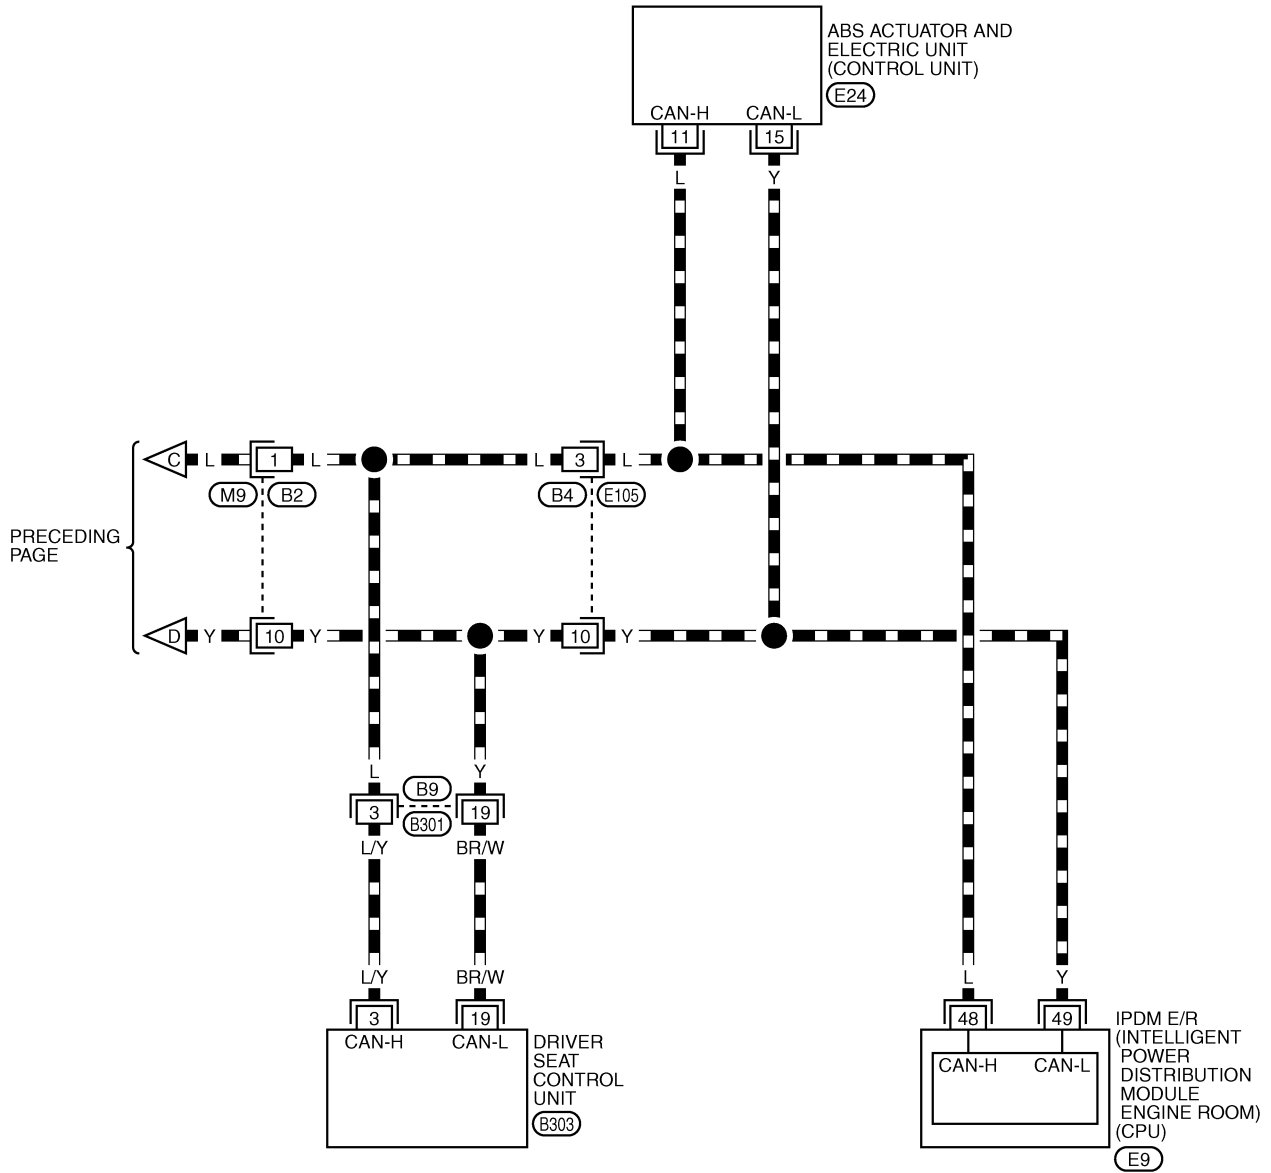 ABS ACTUATOR AND
ELECTRIC UNIT
(CONTROL UNIT)
E24
CAN-H CAN-L
11 15
L Y
C L 1 L L 3 L
M9 B2 B4 E105
PRECEDING
PAGE
D Y 10 Y Y 10 Y
L Y
B9
3 19
B301
L/Y BR/W
L/Y BR/W
L Y
3 19
48 49
CAN-H CAN-L
DRIVER
SEAT
CONTROL
UNIT
B303
IPDM E/R
(INTELLIGENT
POWER
DISTRIBUTION
MODULE
ENGINE ROOM)
(CPU)
CAN-H CAN-L
E9